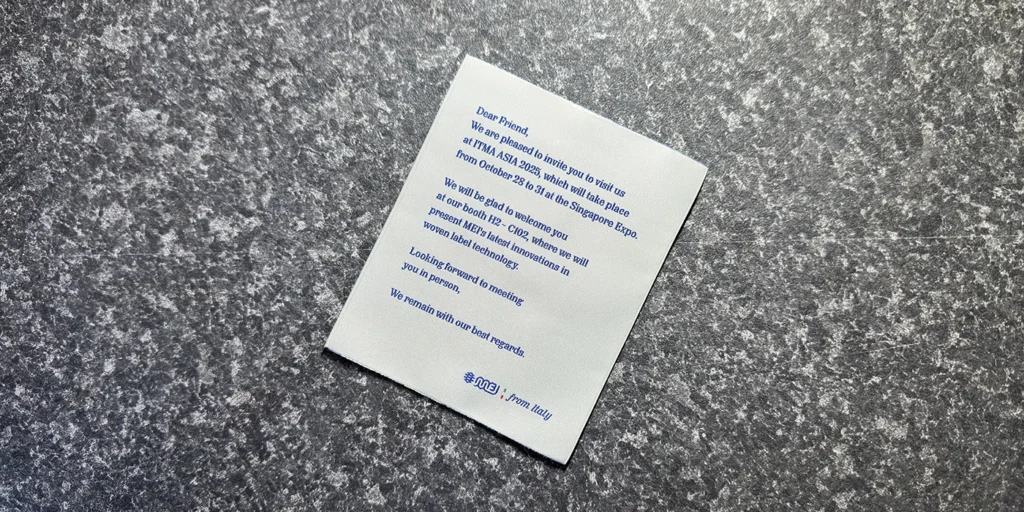 Dear Friend,
We are pleased to invite you to visit us
at ITMA ASIA 2025, which will take place
from October 28 to 31 at the Singapore Expo.
We will be glad to welcome you
at our booth H2 - C102, where we will
present MEI's latest innovations in
woven label technology.
Looking forward to meeting
you in person,
We remain with our best regards.
MEI from Italy